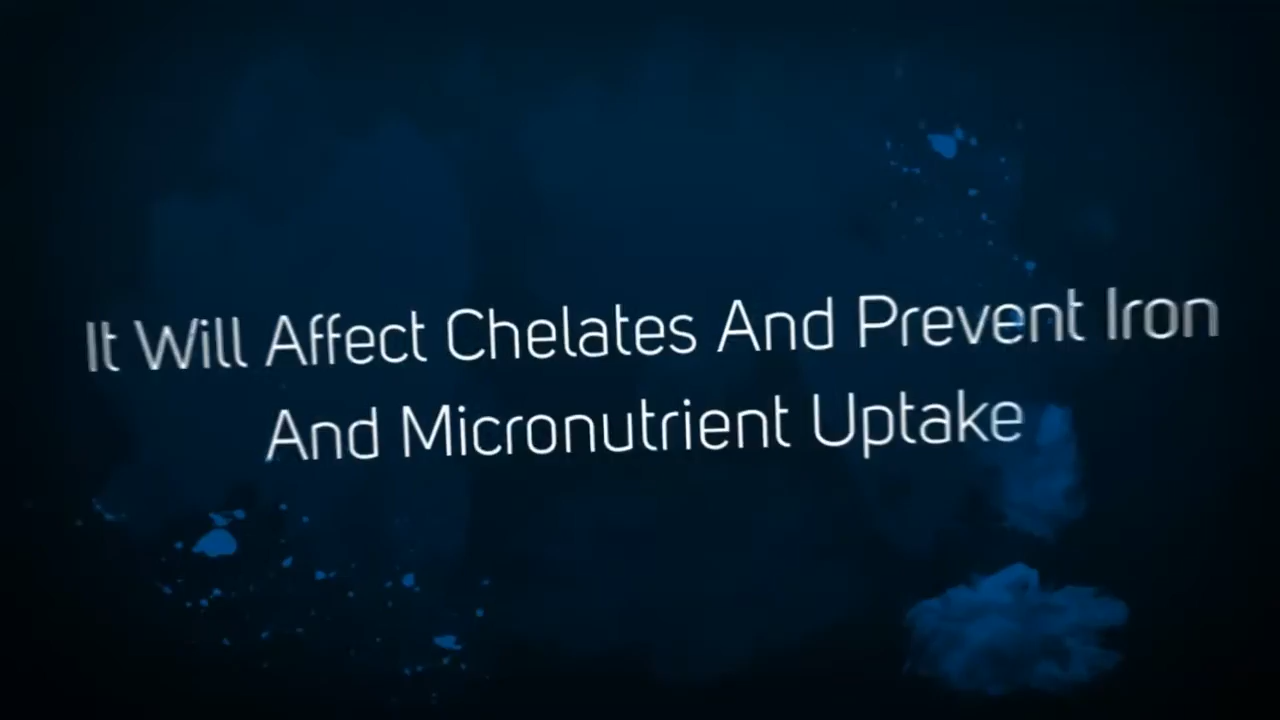 It Will Affect Chelates And Prevent Iron
And Micronutrient Uptake